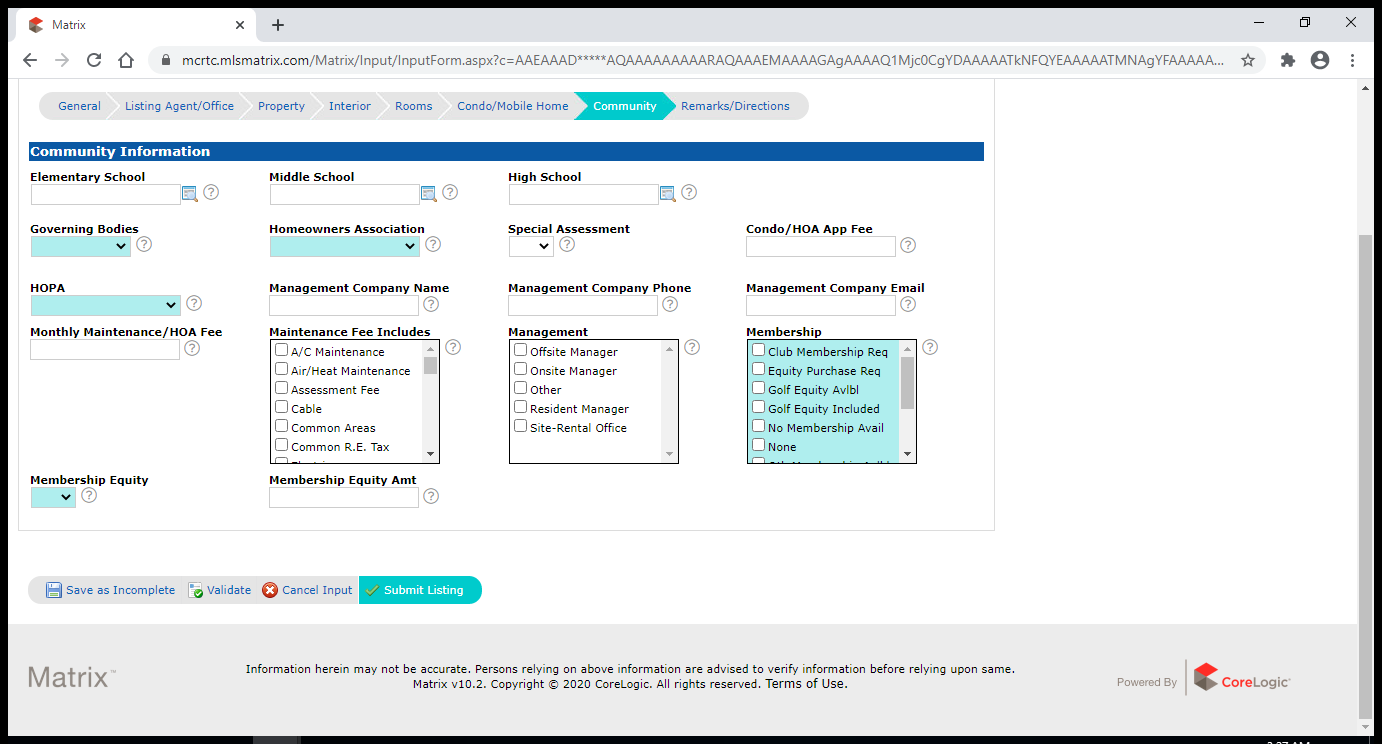 Matrix
mcrtc.mlsmatrix.com/Matrix/Input/InputForm.aspx?c=AAEAAAD*****AQAAAAAAAAARAQAAAEMAAAAGAgAAAAQ1Mjc0CgYDAAAAATkNFQYEAAAAATMNAgYFAAAAA...
General Listing Agent/Office Property Interior Rooms Condo/Mobile Home Community Remarks/Directions
Community Information
Elementary School Middle School High School
Governing Bodies Homeowners Association Special Assessment Condo/HOA App Fee
HOPA Management Company Name Management Company Phone Management Company Email
Monthly Maintenance/HOA Fee Maintenance Fee Includes Management Membership
A/C Maintenance Offsite Manager Club Membership Req
Air/Heat Maintenance Onsite Manager Equity Purchase Req
Assessment Fee Other Golf Equity Avlbl
Cable Resident Manager Golf Equity Included
Common Areas Site-Rental Office No Membership Avail
Common R.E. Tax None
Membership Equity Membership Equity Amt
Save as Incomplete Validate Cancel Input Submit Listing
Information herein may not be accurate. Persons relying on above information are advised to verify information before relying upon same.
Matrix™ Matrix v10.2. Copyright © 2020 CoreLogic. All rights reserved. Terms of Use. Powered By CoreLogic